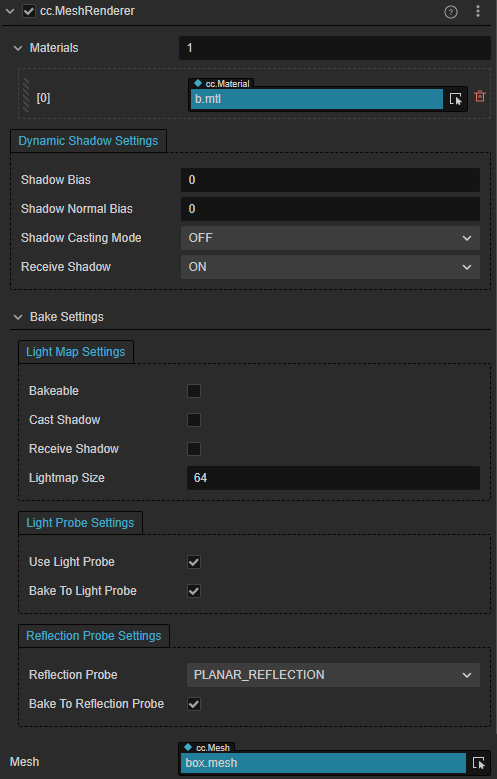 cc.MeshRenderer
Materials 1
cc.Material
[0] b.mtl
Dynamic Shadow Settings
Shadow Bias 0
Shadow Normal Bias 0
Shadow Casting Mode OFF
Receive Shadow ON
Bake Settings
Light Map Settings
Bakeable
Cast Shadow
Receive Shadow
Lightmap Size 64
Light Probe Settings
Use Light Probe
Bake To Light Probe
Reflection Probe Settings
Reflection Probe PLANAR_REFLECTION
Bake To Reflection Probe
cc.Mesh
Mesh box.mesh